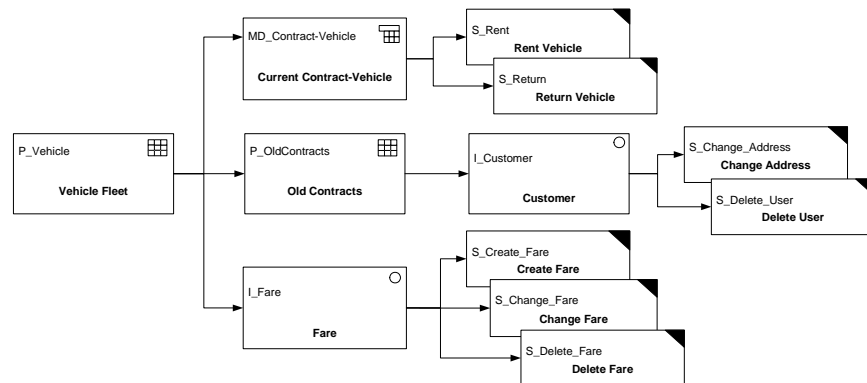 MD_Contract-Vehicle
Current Contract-Vehicle
S_Rent
Rent Vehicle
S_Return
Return Vehicle
P_Vehicle
Vehicle Fleet
P_OldContracts
Old Contracts
I_Customer
Customer
S_Change_Address
Change Address
S_Delete_User
Delete User
I_Fare
Fare
S_Create_Fare
Create Fare
S_Change_Fare
Change Fare
S_Delete_Fare
Delete Fare